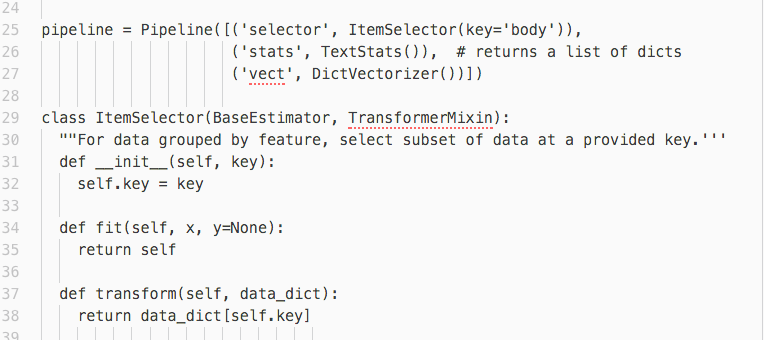 24
25 pipeline = Pipeline([('selector', ItemSelector(key='body')),
26                      ('stats', TextStats()),  # returns a list of dicts
27                      ('vect', DictVectorizer())])
28
29 class ItemSelector(BaseEstimator, TransformerMixin):
30   ""For data grouped by feature, select subset of data at a provided key.'''
31   def __init__(self, key):
32     self.key = key
33
34   def fit(self, x, y=None):
35     return self
36
37   def transform(self, data_dict):
38     return data_dict[self.key]
39